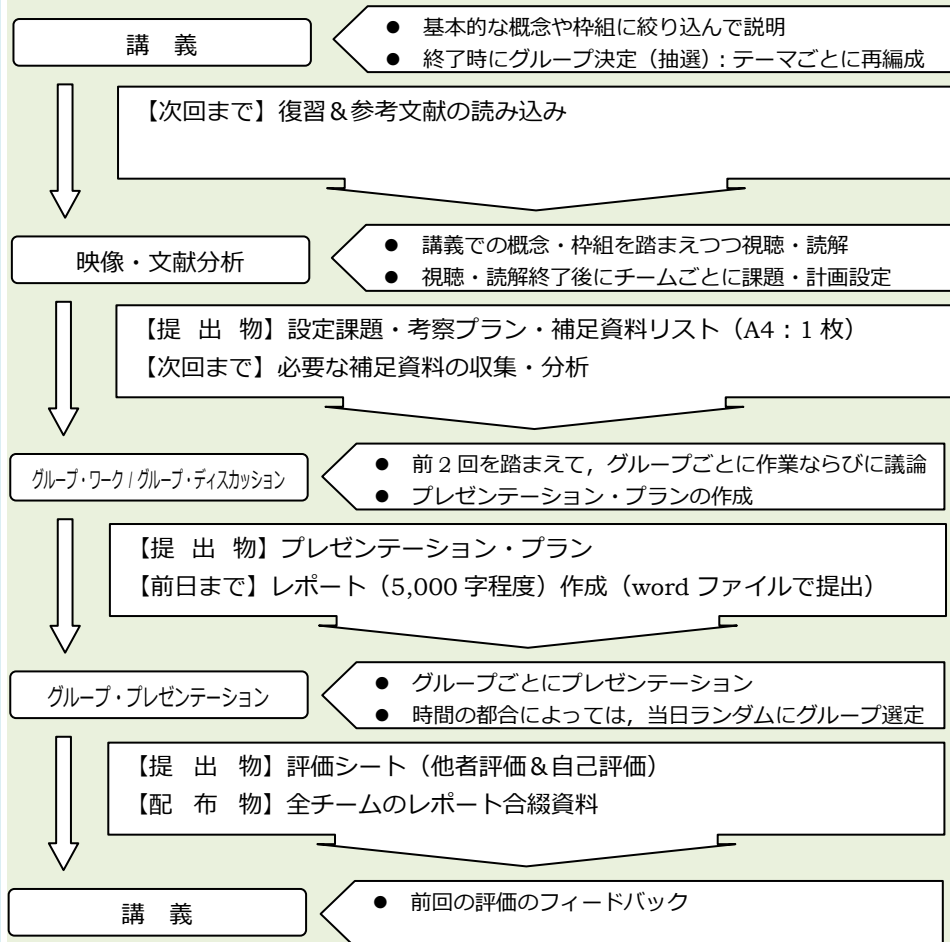 講 義
● 基本的な概念や枠組に絞り込んで説明
● 終了時にグループ決定（抽選）：テーマごとに再編成
【次回まで】復習＆参考文献の読み込み
映像・文献分析
● 講義での概念・枠組を踏まえつつ視聴・読解
● 視聴・読解終了後にチームごとに課題・計画設定
【提 出 物】設定課題・考察プラン・補足資料リスト（A4：1 枚）
【次回まで】必要な補足資料の収集・分析
グループ・ワーク / グループ・ディスカッション
● 前 2 回を踏まえて，グループごとに作業ならびに議論
● プレゼンテーション・プランの作成
【提 出 物】プレゼンテーション・プラン
【前日まで】レポート（5,000 字程度）作成（word ファイルで提出）
グループ・プレゼンテーション
● グループごとにプレゼンテーション
● 時間の都合によっては，当日ランダムにグループ選定
【提 出 物】評価シート（他者評価＆自己評価）
【配 布 物】全チームのレポート合綴資料
講 義
● 前回の評価のフィードバック